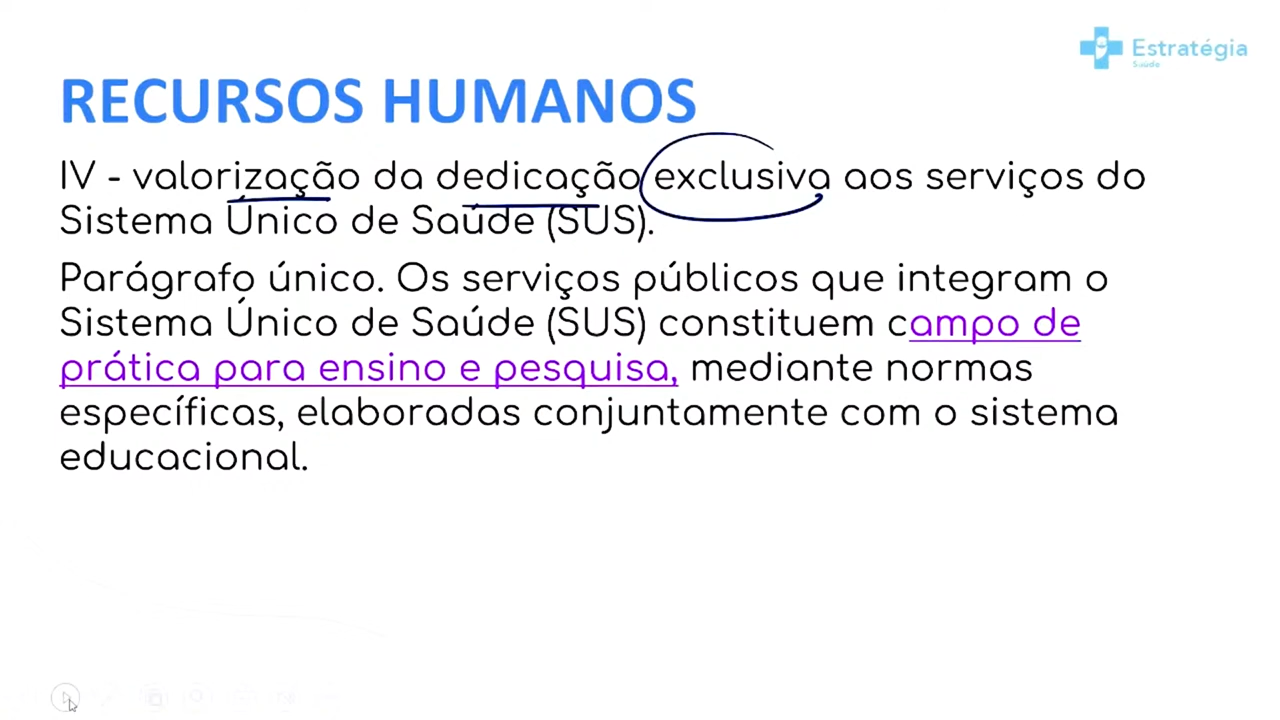 Estratégia
Saúde
RECURSOS HUMANOS
IV - valorização da dedicação exclusiva aos serviços do
Sistema Único de Saúde (SUS).
Parágrafo único. Os serviços públicos que integram o
Sistema Único de Saúde (SUS) constituem campo de
prática para ensino e pesquisa, mediante normas
específicas, elaboradas conjuntamente com o sistema
educacional.